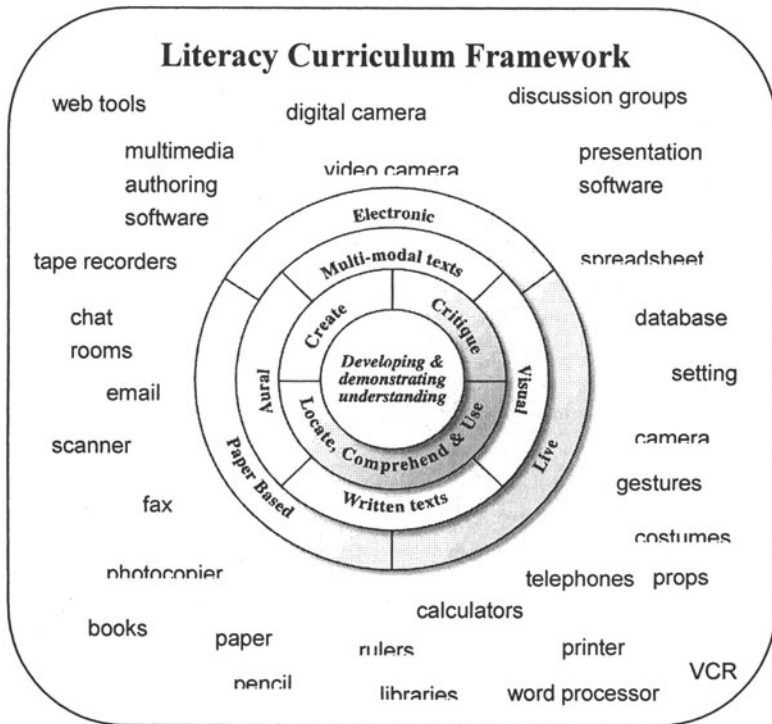 Literacy Curriculum Framework
web tools
digital camera
discussion groups
multimedia
authoring
software
video camera
presentation
software
Electronic
tape recorders
Multi-modal texts
spreadsheet
chat
rooms
Create
Critique
database
Developing &
demonstrating
understanding
Aural
Visual
setting
email
Locate, Comprehend & Use
scanner
camera
Paper Based
Live
gestures
Written texts
fax
costumes
photocopier
telephones
props
calculators
books
paper
rulers
printer
VCR
pencil
libraries
word processor